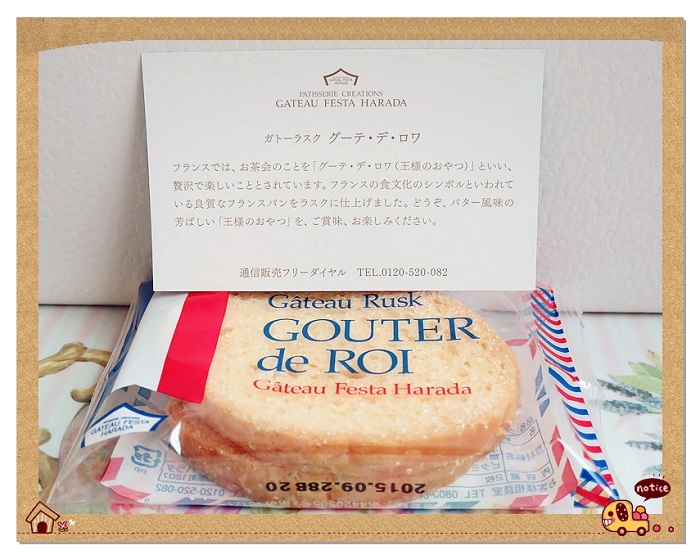 GATEAU FESTA HARADA
PATISSERIE CREATIONS
GATEAU FESTA HARADA
ガトーラスク グーテ・デ・ロワ
フランスでは、お茶会のことを「グーテ・デ・ロワ（王様のおやつ）」といい、
贅沢で楽しいこととされています。フランスの食文化のシンボルといわれて
いる良質なフランスパンをラスクに仕上げました。どうぞ、バター風味の
芳ばしい「王様のおやつ」を、ご賞味、お楽しみください。
通信販売フリーダイヤル TEL.0120-520-082
Gâteau Rusk
GOUTER
de ROI
Gâteau Festa Harada
GATEAU FESTA
HARADA
2015.09.28B20
notice